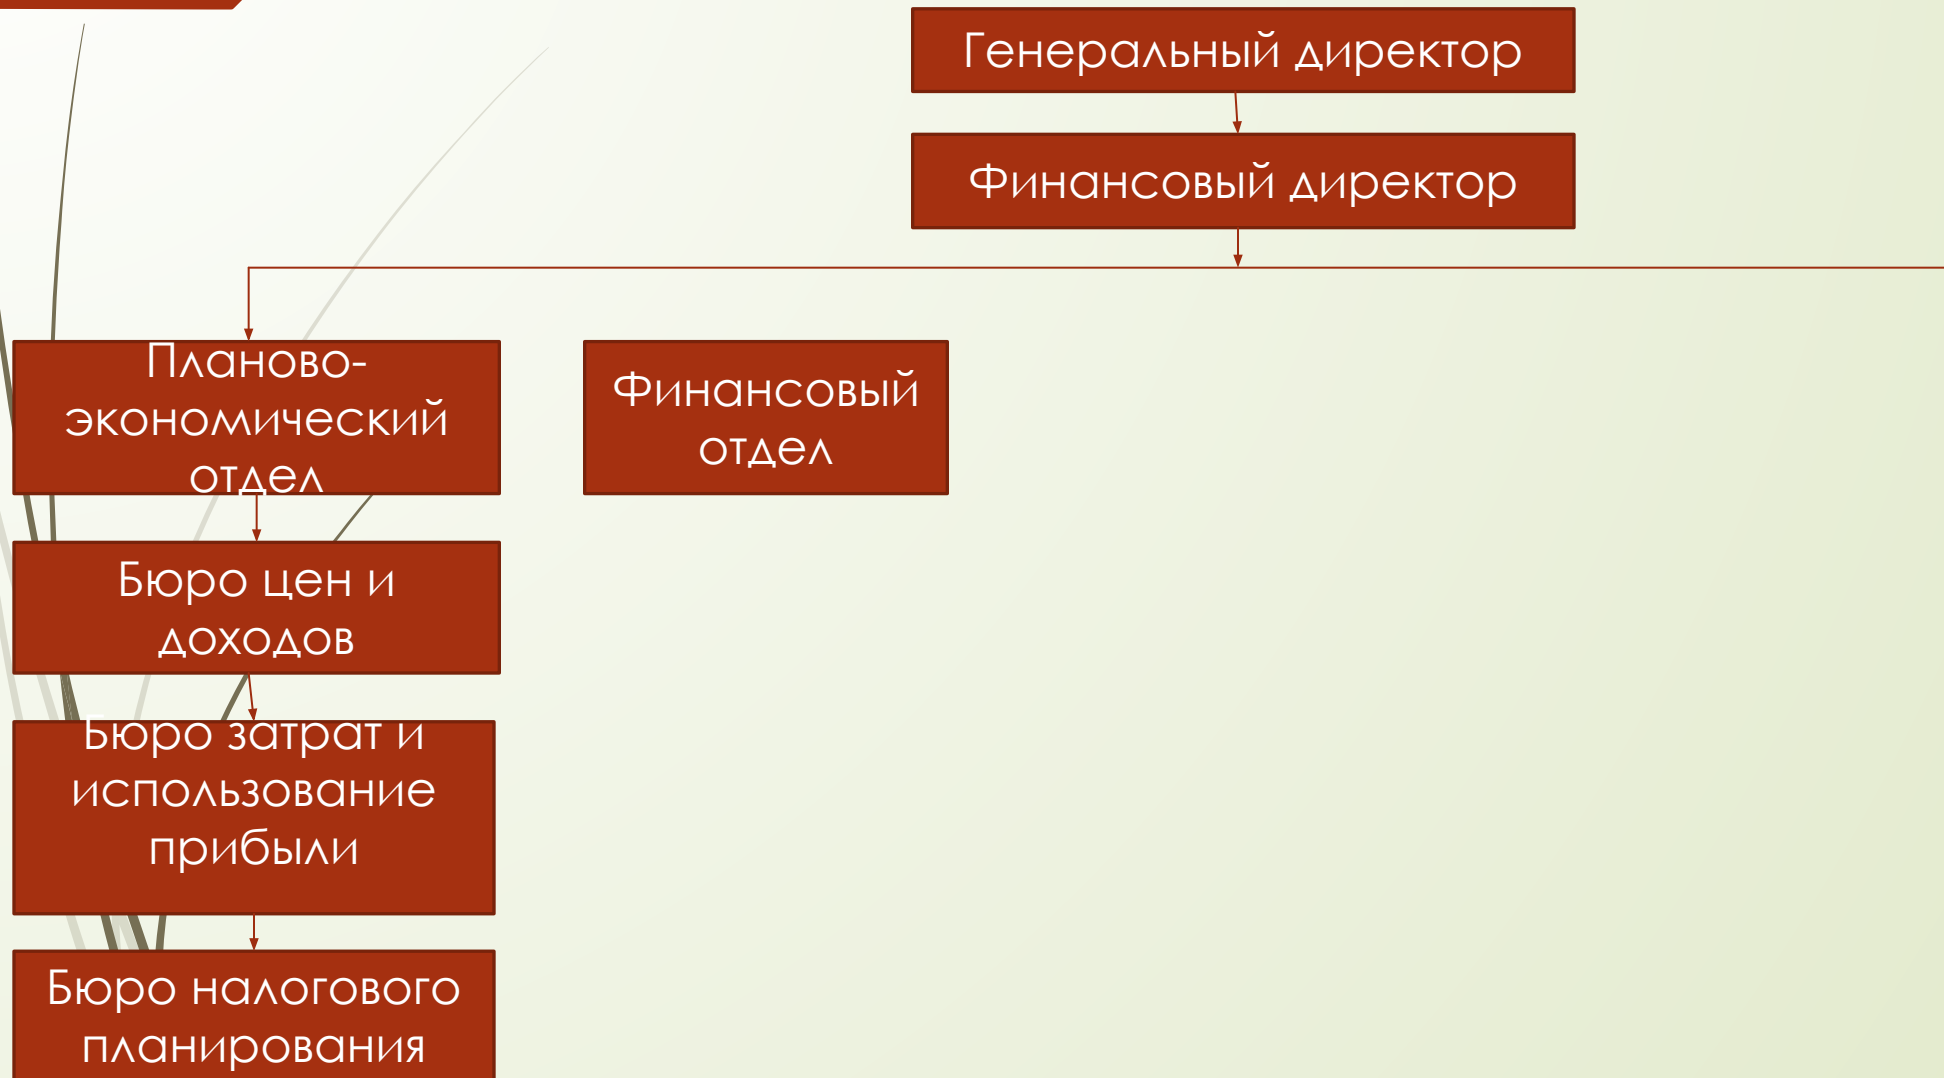 Генеральный директор
Финансовый директор
Планово-
экономический
отдел
Финансовый
отдел
Бюро цен и
доходов
Бюро затрат и
использование
прибыли
Бюро налогового
планирования